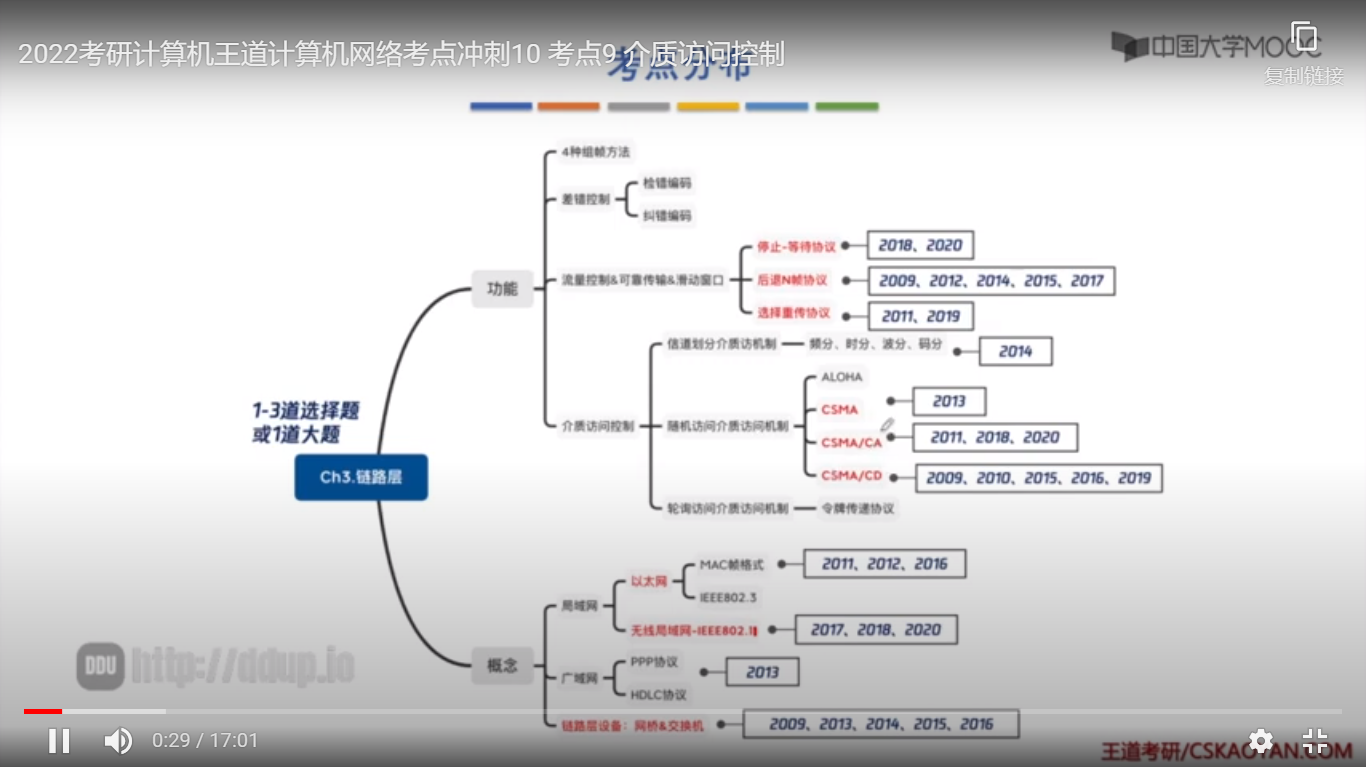 2022考研计算机王道计算机网络考点冲刺10 考点9 介质访问控制
考点分布
中国大学MOOC
复制链接
4种组帧方法
差错控制
检错编码
纠错编码
功能
流量控制&可靠传输&滑动窗口
停止-等待协议
2018、2020
后退N帧协议
2009、2012、2014、2015、2017
选择重传协议
2011、2019
介质访问控制
信道划分介质访机制
频分、时分、波分、码分
2014
随机访问介质访问机制
ALOHA
CSMA
2013
CSMA/CA
2011、2018、2020
CSMA/CD
2009、2010、2015、2016、2019
轮询访问介质访问机制
令牌传递协议
1-3道选择题
或1道大题
Ch3.链路层
概念
局域网
以太网
MAC帧格式
2011、2012、2016
IEEE802.3
无线局域网-IEEE802.11
2017、2018、2020
广域网
PPP协议
HDLC协议
2013
链路层设备：网桥&交换机
2009、2013、2014、2015、2016
DDU http://ddup.io
0:29 / 17:01
王道考研/CSKAOYAN.COM